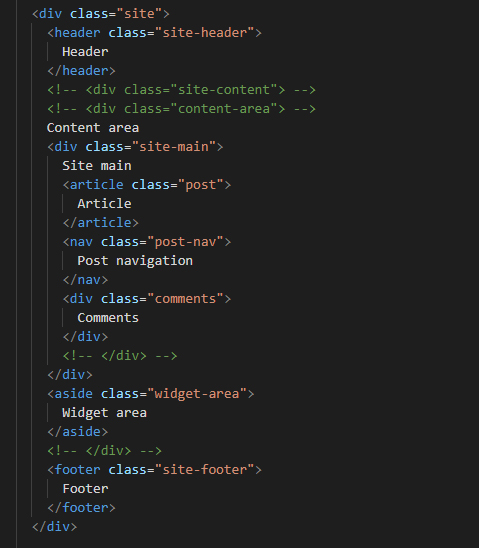 <div class="site">
<header class="site-header">
Header
</header>
<!-- <div class="site-content"> -->
<!-- <div class="content-area"> -->
Content area
<div class="site-main">
Site main
<article class="post">
Article
</article>
<nav class="post-nav">
Post navigation
</nav>
<div class="comments">
Comments
</div>
<!-- </div> -->
</div>
<aside class="widget-area">
Widget area
</aside>
<!-- </div> -->
<footer class="site-footer">
Footer
</footer>
</div>